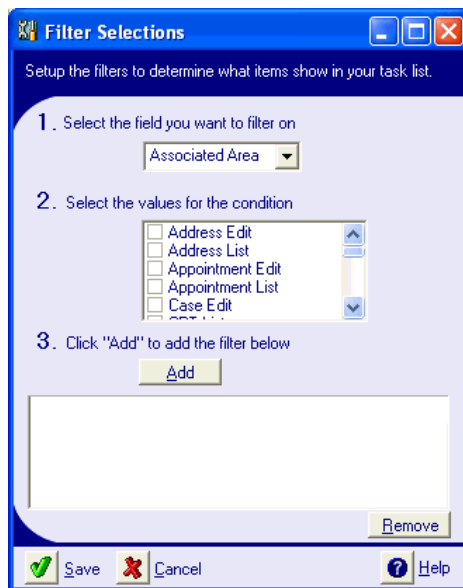 Filter Selections
Setup the filters to determine what items show in your task list.
1. Select the field you want to filter on
Associated Area
2. Select the values for the condition
Address Edit
Address List
Appointment Edit
Appointment List
Case Edit
3. Click "Add" to add the filter below
Add
Remove
Save Cancel Help